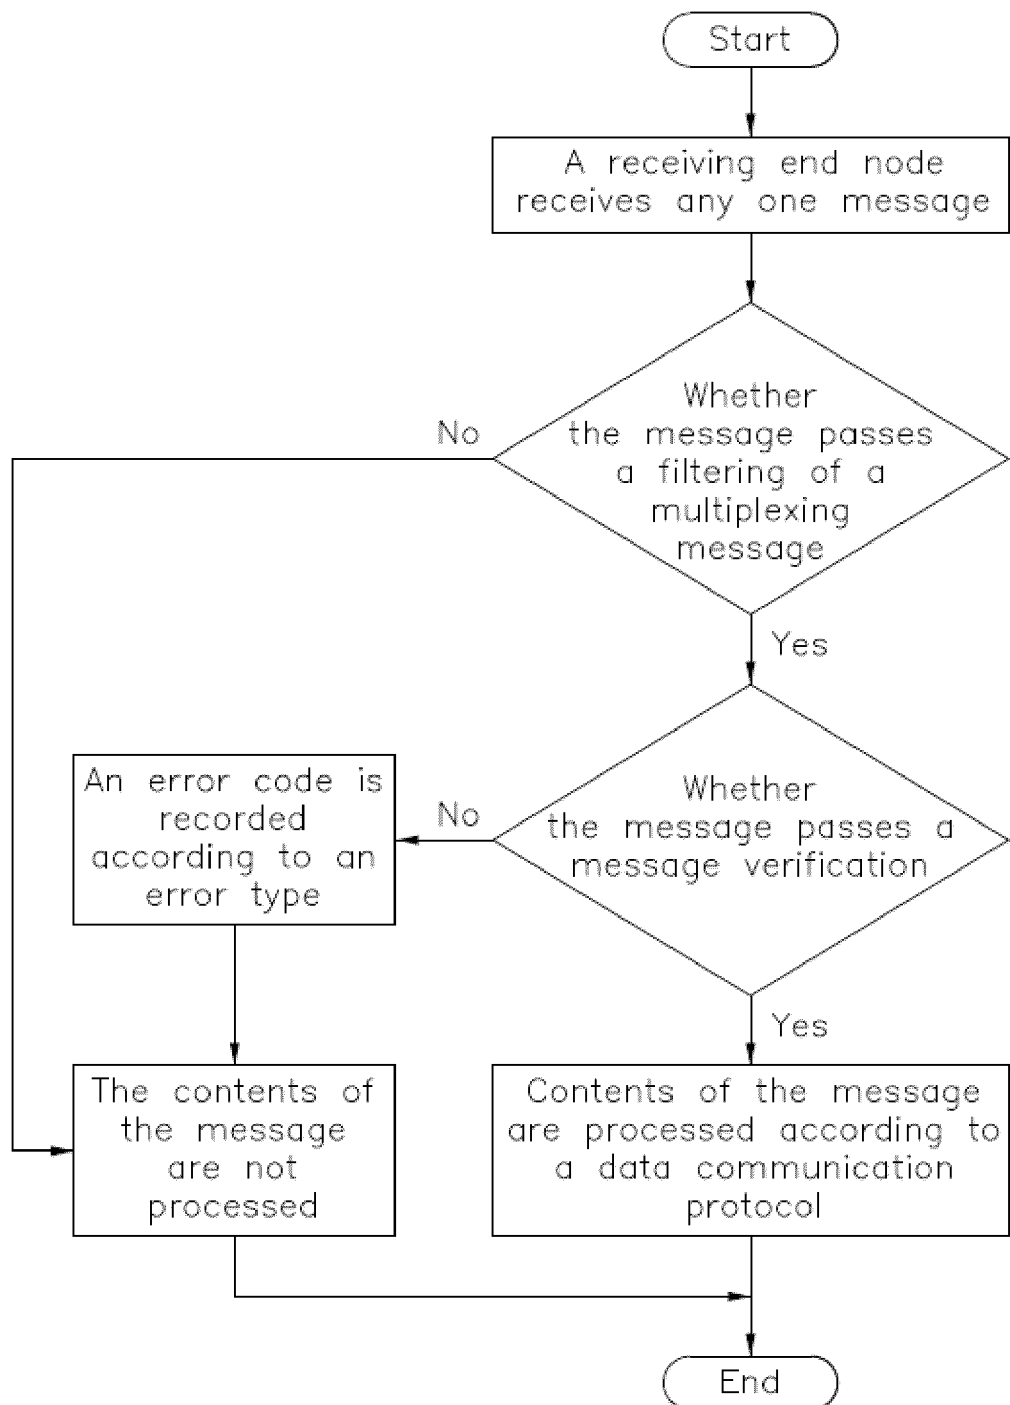 Start
A receiving end node
receives any one message
Whether
the message passes
a filtering of a
multiplexing
message
No
Yes
Whether
the message passes a
message verification
No
An error code is
recorded
according to an
error type
Yes
The contents of
the message
are not
processed
Contents of the message
are processed according to
a data communication
protocol
End